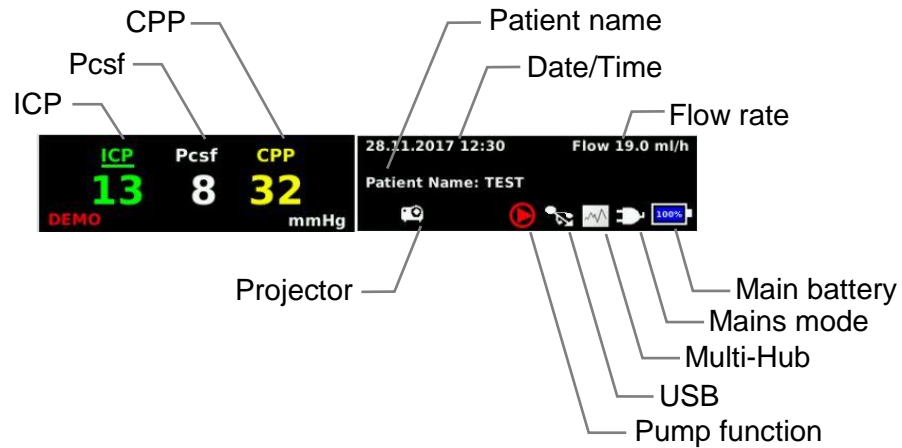 CPP
Patient name
Pcsf
Date/Time
ICP
Flow rate
ICP Pcsf CPP
13 8 32
DEMO mmHg
28.11.2017 12:30 Flow 19.0 ml/h
Patient Name: TEST
100%
Projector
Main battery
Mains mode
Multi-Hub
USB
Pump function